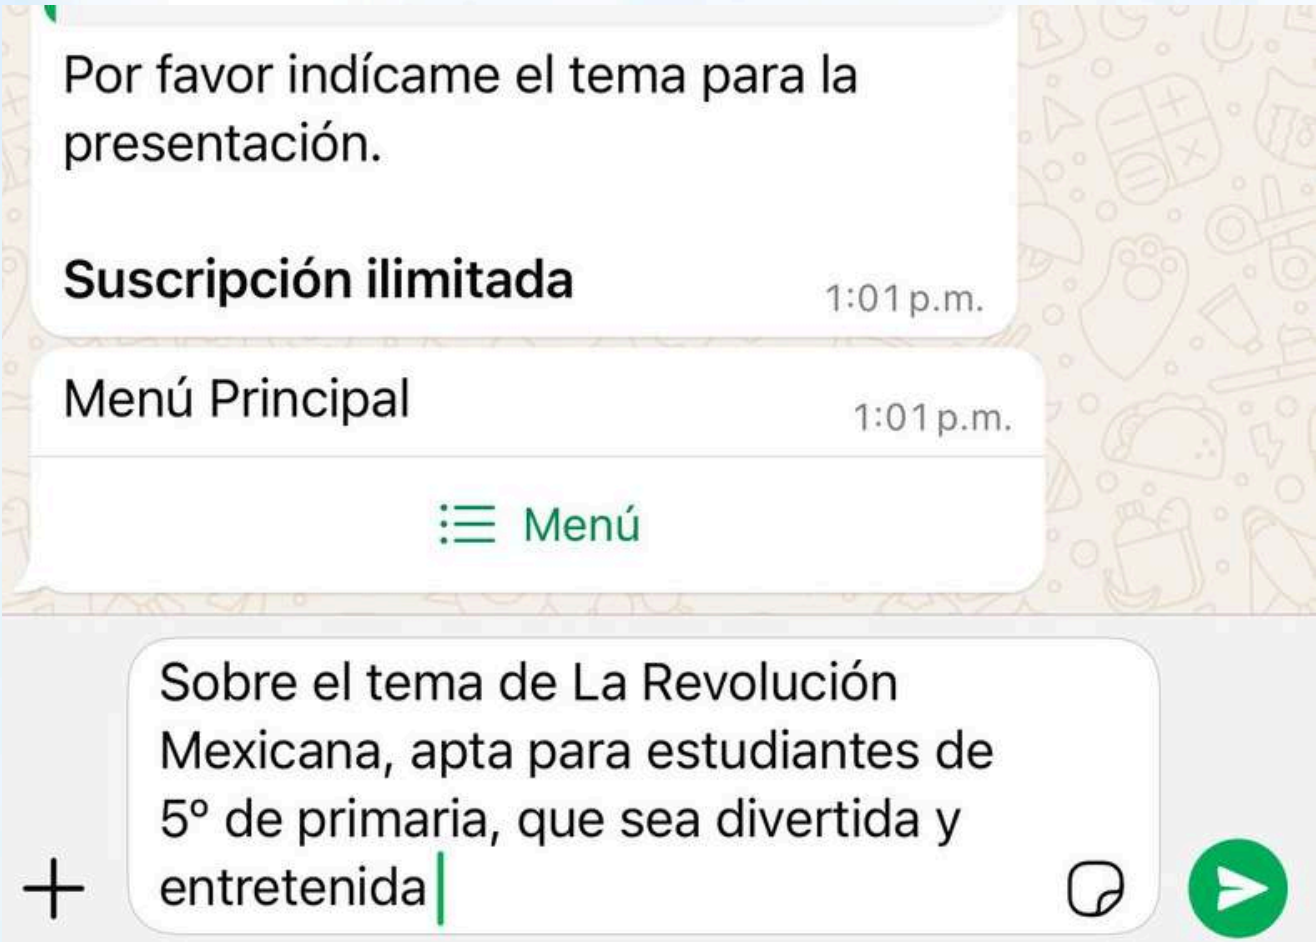 Por favor indícame el tema para la
presentación.
Suscripción ilimitada
1:01 p.m.
Menú Principal
1:01 p.m.
Menú
Sobre el tema de La Revolución
Mexicana, apta para estudiantes de
5º de primaria, que sea divertida y
entretenida